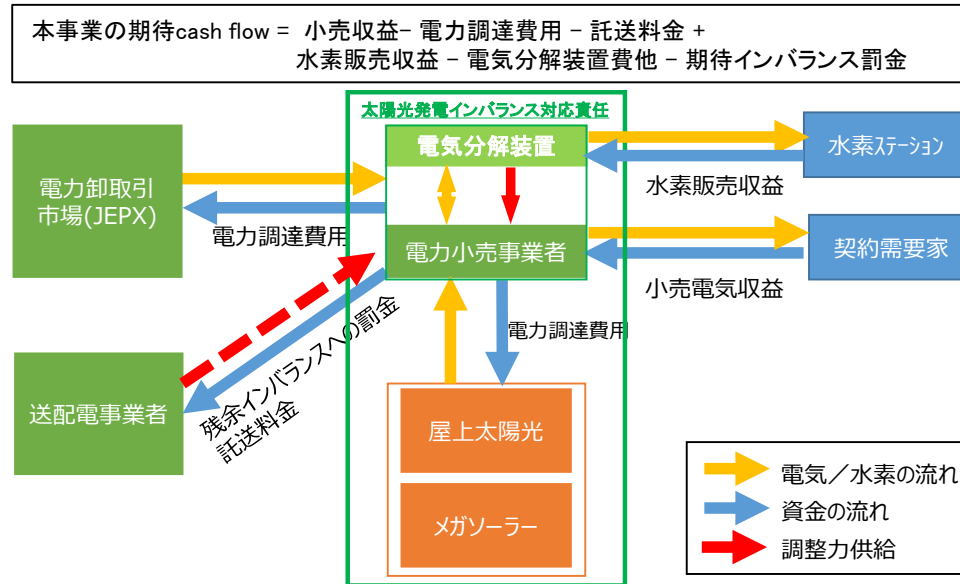 本事業の期待cash flow = 小売収益− 電力調達費用 − 託送料金 +
水素販売収益 − 電気分解装置費他 − 期待インバランス罰金
太陽光発電インバランス対応責任
電気分解装置
水素ステーション
電力卸取引
市場(JEPX)
水素販売収益
電力調達費用
電力小売事業者
契約需要家
小売電気収益
電力調達費用
残余インバランスへの罰金
託送料金
送配電事業者
屋上太陽光
メガソーラー
電気／水素の流れ
資金の流れ
調整力供給